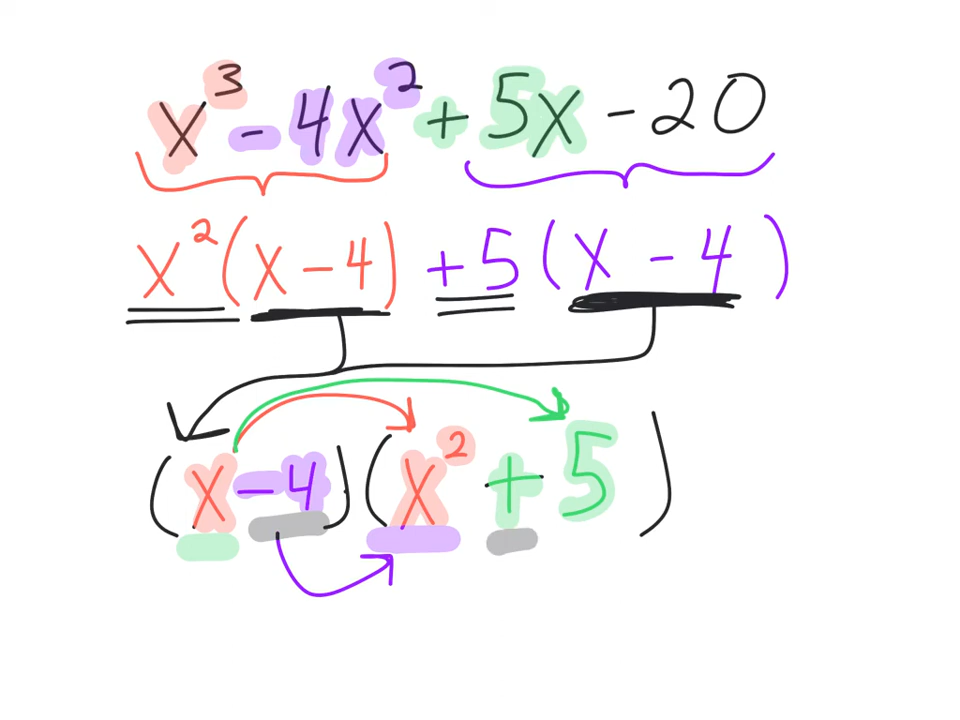 x³ - 4x² + 5x - 20
x²(x - 4) + 5(x - 4)
(x - 4)(x² + 5)